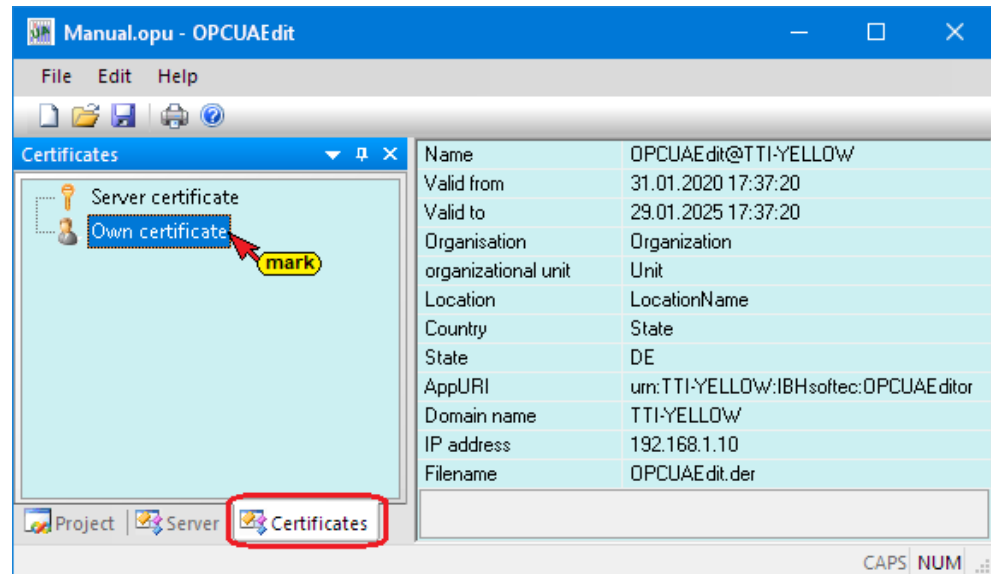 Manual.opu - OPCUAEdit
File Edit Help
Certificates
Server certificate
Own certificate
mark
Name OPCUAEdit@TTI-YELLOW
Valid from 31.01.2020 17:37:20
Valid to 29.01.2025 17:37:20
Organisation Organization
organizational unit Unit
Location LocationName
Country State
State DE
AppURI urn:TTI-YELLOW:IBHsoftec:OPCUAEditor
Domain name TTI-YELLOW
IP address 192.168.1.10
Filename OPCUAEdit.der
Project Server Certificates
CAPS NUM